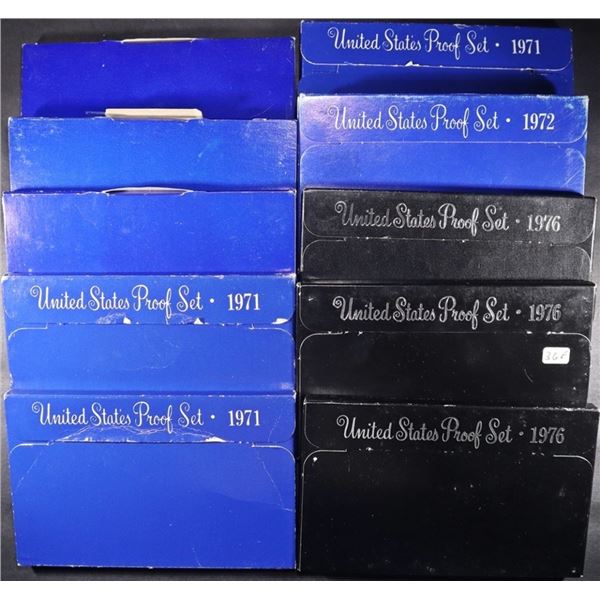 United States Proof Set · 1971
United States Proof Set · 1971
United States Proof Set · 1971
United States Proof Set · 1972
United States Proof Set · 1976
United States Proof Set · 1976
United States Proof Set · 1976